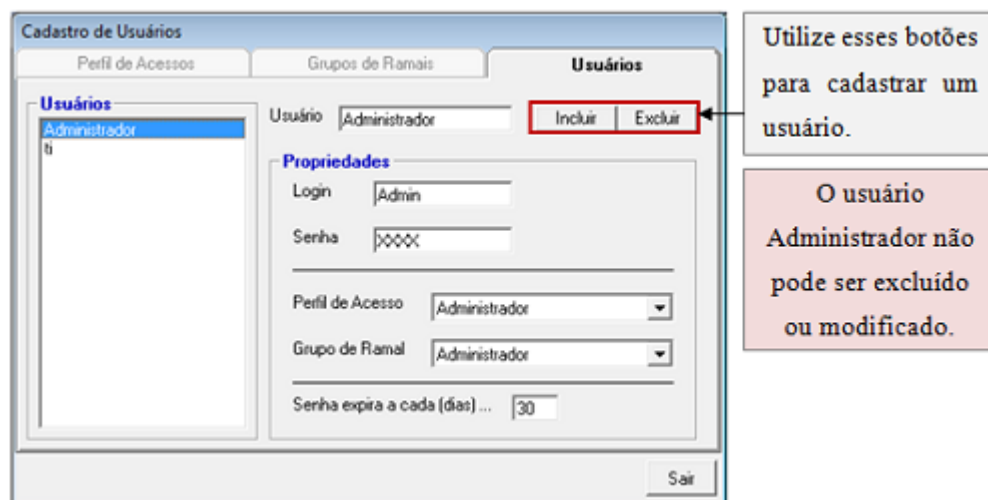 Cadastro de Usuários
Perfil de Acessos
Grupos de Ramais
Usuários
Usuários
Administrador
ti
Usuário Administrador
Incluir Excluir
Propriedades
Login Admin
Senha XXXX
Perfil de Acesso Administrador
Grupo de Ramal Administrador
Senha expira a cada (dias) ... 30
Sair
Utilize esses botões
para cadastrar um
usuário.
O usuário
Administrador não
pode ser excluído
ou modificado.